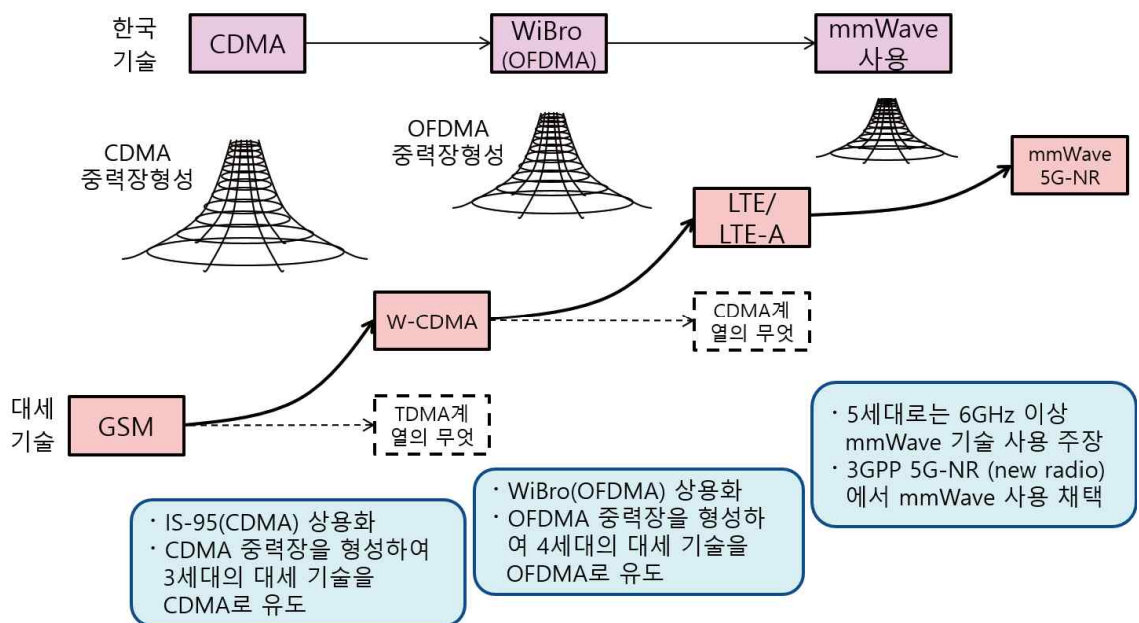 한국
기술
CDMA
WiBro
(OFDMA)
mmWave
사용
CDMA
중력장형성
OFDMA
중력장형성
mmWave
5G-NR
LTE/
LTE-A
W-CDMA
CDMA계
열의 무엇
대세
기술
GSM
TDMA계
열의 무엇
· IS-95(CDMA) 상용화
· CDMA 중력장을 형성하여
3세대의 대세 기술을
CDMA로 유도
· WiBro(OFDMA) 상용화
· OFDMA 중력장을 형성하
여 4세대의 대세 기술을
OFDMA로 유도
· 5세대로는 6GHz 이상
mmWave 기술 사용 주장
· 3GPP 5G-NR (new radio)
에서 mmWave 사용 채택